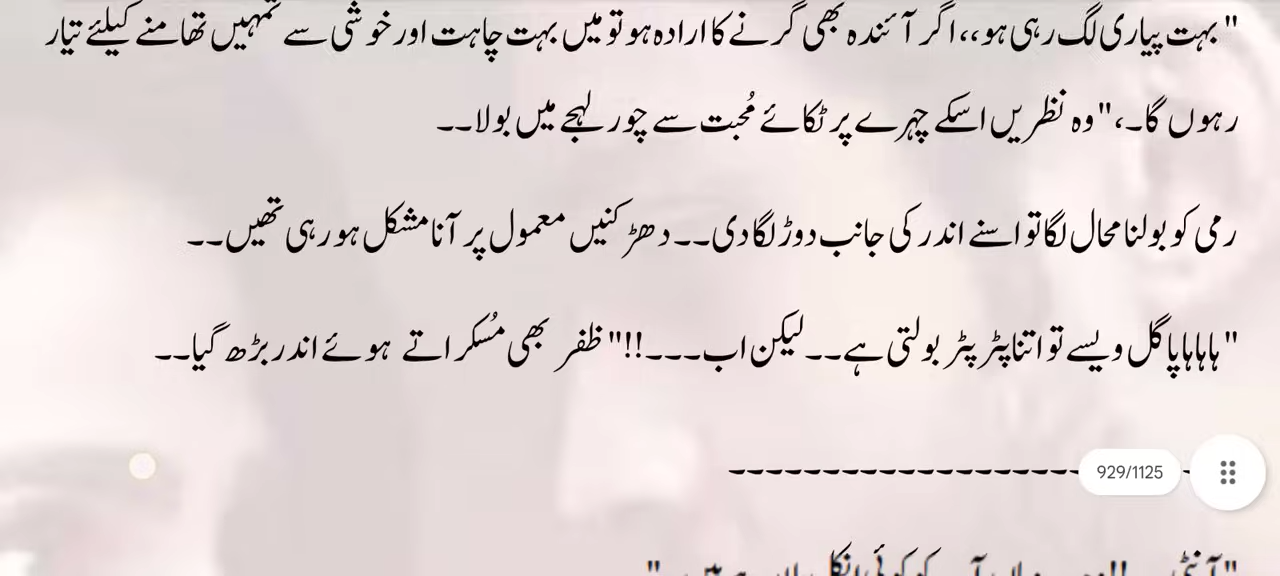 " بہت پیاری لگ رہی ہو،، اگر آئندہ بھی گرنے کا ارادہ ہو تو میں بہت چاہت اور خوشی سے تمہیں تھامنے کیلئے تیار
رہوں گا۔،" وہ نظریں اسکے چہرے پر ٹکائے مُحبت سے چور لہجے میں بولا۔۔
رمی کو بولنا محال لگا تو اسنے اندر کی جانب دوڑ لگا دی۔۔ دھڑکنیں معمول پر آنا مشکل ہو رہی تھیں۔۔
" ہاہاہا پاگل ویسے تو اتنا پٹر پٹر بولتی ہے۔۔ لیکن اب۔۔۔!!" ظفر بھی مُسکراتے ہوئے اندر بڑھ گیا۔۔
929/1125